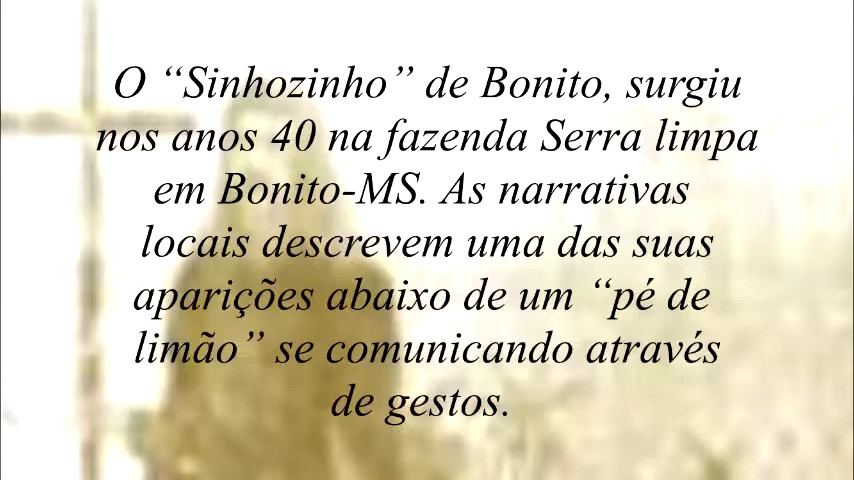 O “Sinhozinho” de Bonito, surgiu
nos anos 40 na fazenda Serra limpa
em Bonito-MS. As narrativas
locais descrevem uma das suas
aparições abaixo de um “pé de
limão” se comunicando através
de gestos.